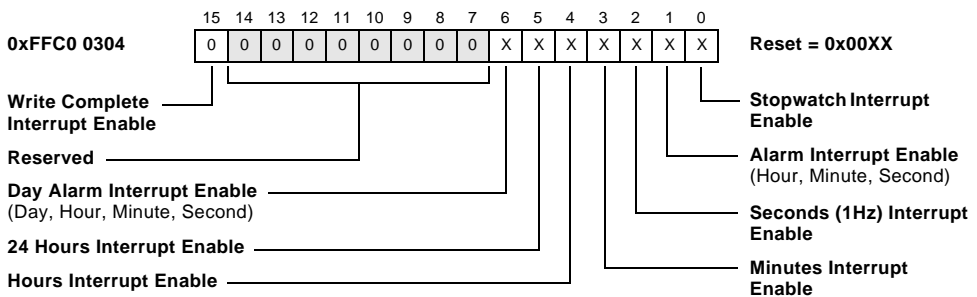 15 14 13 12 11 10 9 8 7 6 5 4 3 2 1 0
0xFFC0 0304
0 0 0 0 0 0 0 0 0 X X X X X X X
Reset = 0x00XX
Write Complete
Interrupt Enable
Reserved
Day Alarm Interrupt Enable
(Day, Hour, Minute, Second)
24 Hours Interrupt Enable
Hours Interrupt Enable
Stopwatch Interrupt
Enable
Alarm Interrupt Enable
(Hour, Minute, Second)
Seconds (1Hz) Interrupt
Enable
Minutes Interrupt
Enable